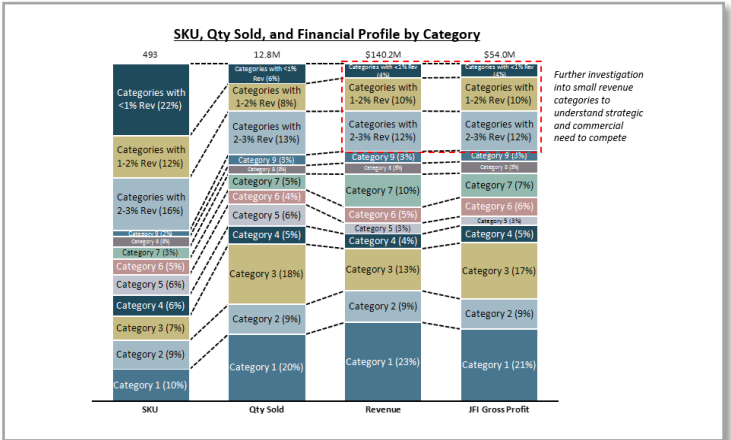 SKU, Qty Sold, and Financial Profile by Category
493
12.8M
$140.2M
$54.0M
Categories with
<1% Rev (22%)
Categories with
1-2% Rev (12%)
Categories with
2-3% Rev (16%)
Category 7 (3%)
Category 6 (5%)
Category 5 (6%)
Category 4 (6%)
Category 3 (7%)
Category 2 (9%)
Category 1 (10%)
SKU
Categories with <1%
Rev (6%)
Categories with
1-2% Rev (8%)
Categories with
2-3% Rev (13%)
Category 9 (3%)
Category 8 (3%)
Category 7 (5%)
Category 6 (4%)
Category 5 (6%)
Category 4 (5%)
Category 3 (18%)
Category 2 (9%)
Category 1 (20%)
Qty Sold
Categories with <1% Rev
(4%)
Categories with
1-2% Rev (10%)
Categories with
2-3% Rev (12%)
Category 9 (3%)
Category 8 (3%)
Category 7 (10%)
Category 6 (5%)
Category 5 (3%)
Category 4 (4%)
Category 3 (13%)
Category 2 (9%)
Category 1 (23%)
Revenue
Categories with <1% Rev
(4%)
Categories with
1-2% Rev (10%)
Categories with
2-3% Rev (12%)
Category 9 (3%)
Category 8 (3%)
Category 7 (7%)
Category 6 (6%)
Category 5 (3%)
Category 4 (5%)
Category 3 (17%)
Category 2 (9%)
Category 1 (21%)
JFI Gross Profit
Further investigation
into small revenue
categories to
understand strategic
and commercial
need to compete